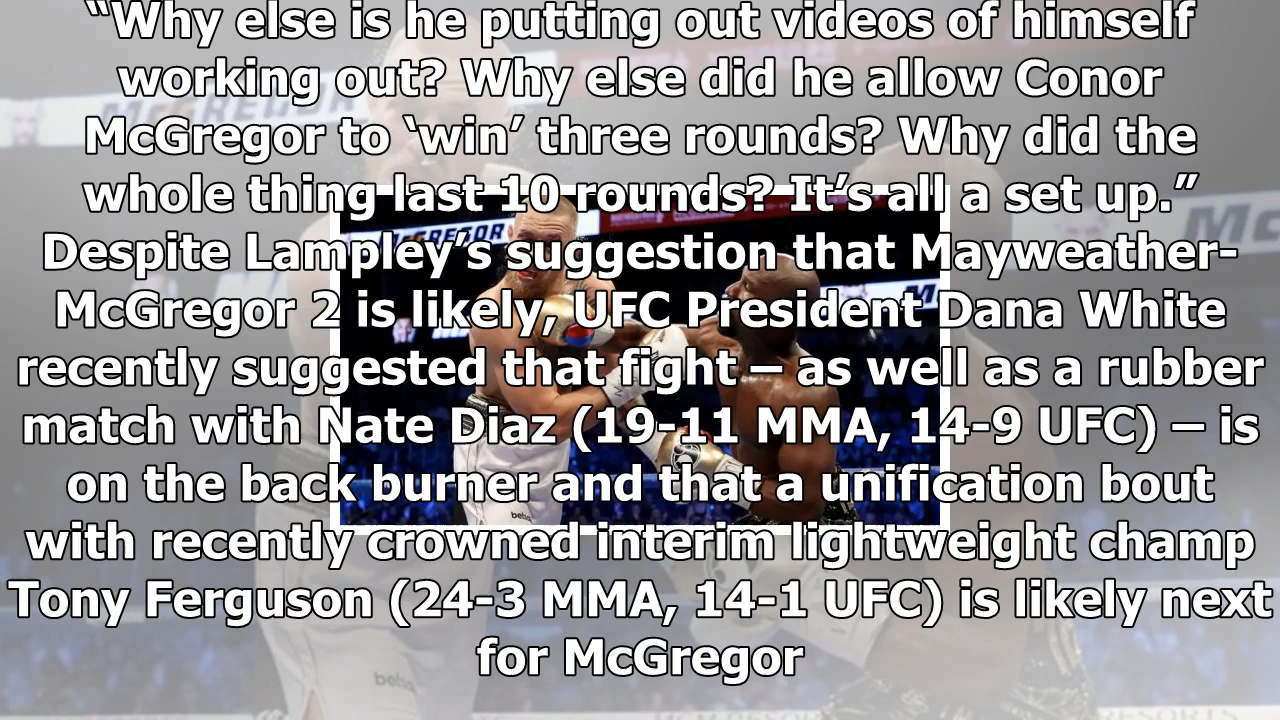 “Why else is he putting out videos of himself
working out? Why else did he allow Conor
McGregor to ‘win’ three rounds? Why did the
whole thing last 10 rounds? It’s all a set up.”
Despite Lampley’s suggestion that Mayweather-
McGregor 2 is likely, UFC President Dana White
recently suggested that fight – as well as a rubber
match with Nate Diaz (19-11 MMA, 14-9 UFC) – is
on the back burner and that a unification bout
with recently crowned interim lightweight champ
Tony Ferguson (24-3 MMA, 14-1 UFC) is likely next
for McGregor